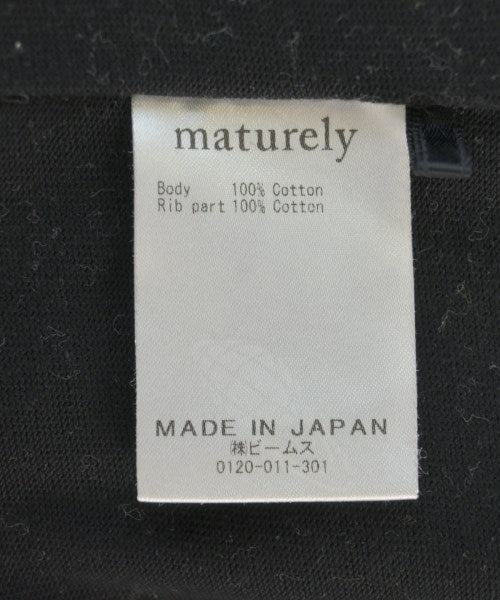 maturely
Body 100% Cotton
Rib part 100% Cotton
MADE IN JAPAN
㈱ビームス
0120-011-301